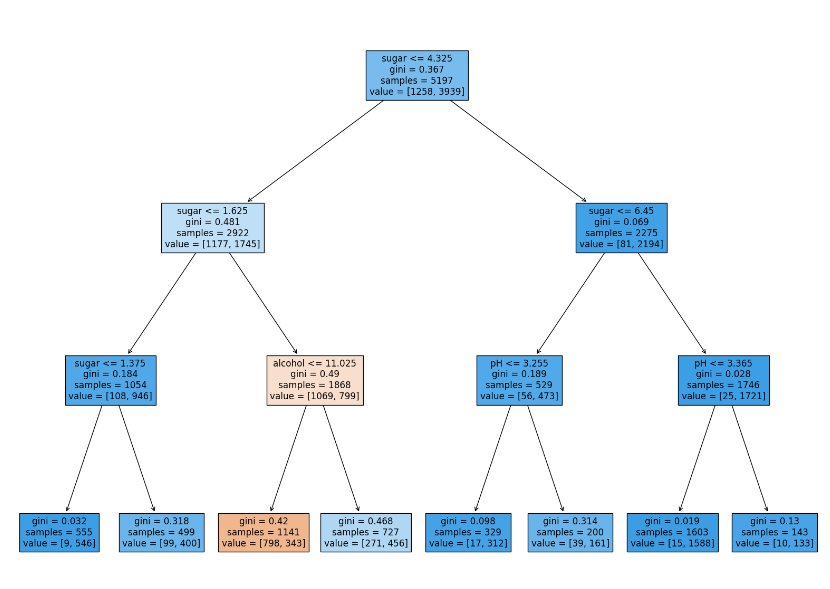 sugar <= 4.325
gini = 0.367
samples = 5197
value = [1258, 3939]
sugar <= 1.625
gini = 0.481
samples = 2922
value = [1177, 1745]
sugar <= 6.45
gini = 0.069
samples = 2275
value = [81, 2194]
sugar <= 1.375
gini = 0.184
samples = 1054
value = [108, 946]
alcohol <= 11.025
gini = 0.49
samples = 1868
value = [1069, 799]
pH <= 3.255
gini = 0.189
samples = 529
value = [56, 473]
pH <= 3.365
gini = 0.028
samples = 1746
value = [25, 1721]
gini = 0.032
samples = 555
value = [9, 546]
gini = 0.318
samples = 499
value = [99, 400]
gini = 0.42
samples = 1141
value = [798, 343]
gini = 0.468
samples = 727
value = [271, 456]
gini = 0.098
samples = 329
value = [17, 312]
gini = 0.314
samples = 200
value = [39, 161]
gini = 0.019
samples = 1603
value = [15, 1588]
gini = 0.13
samples = 143
value = [10, 133]